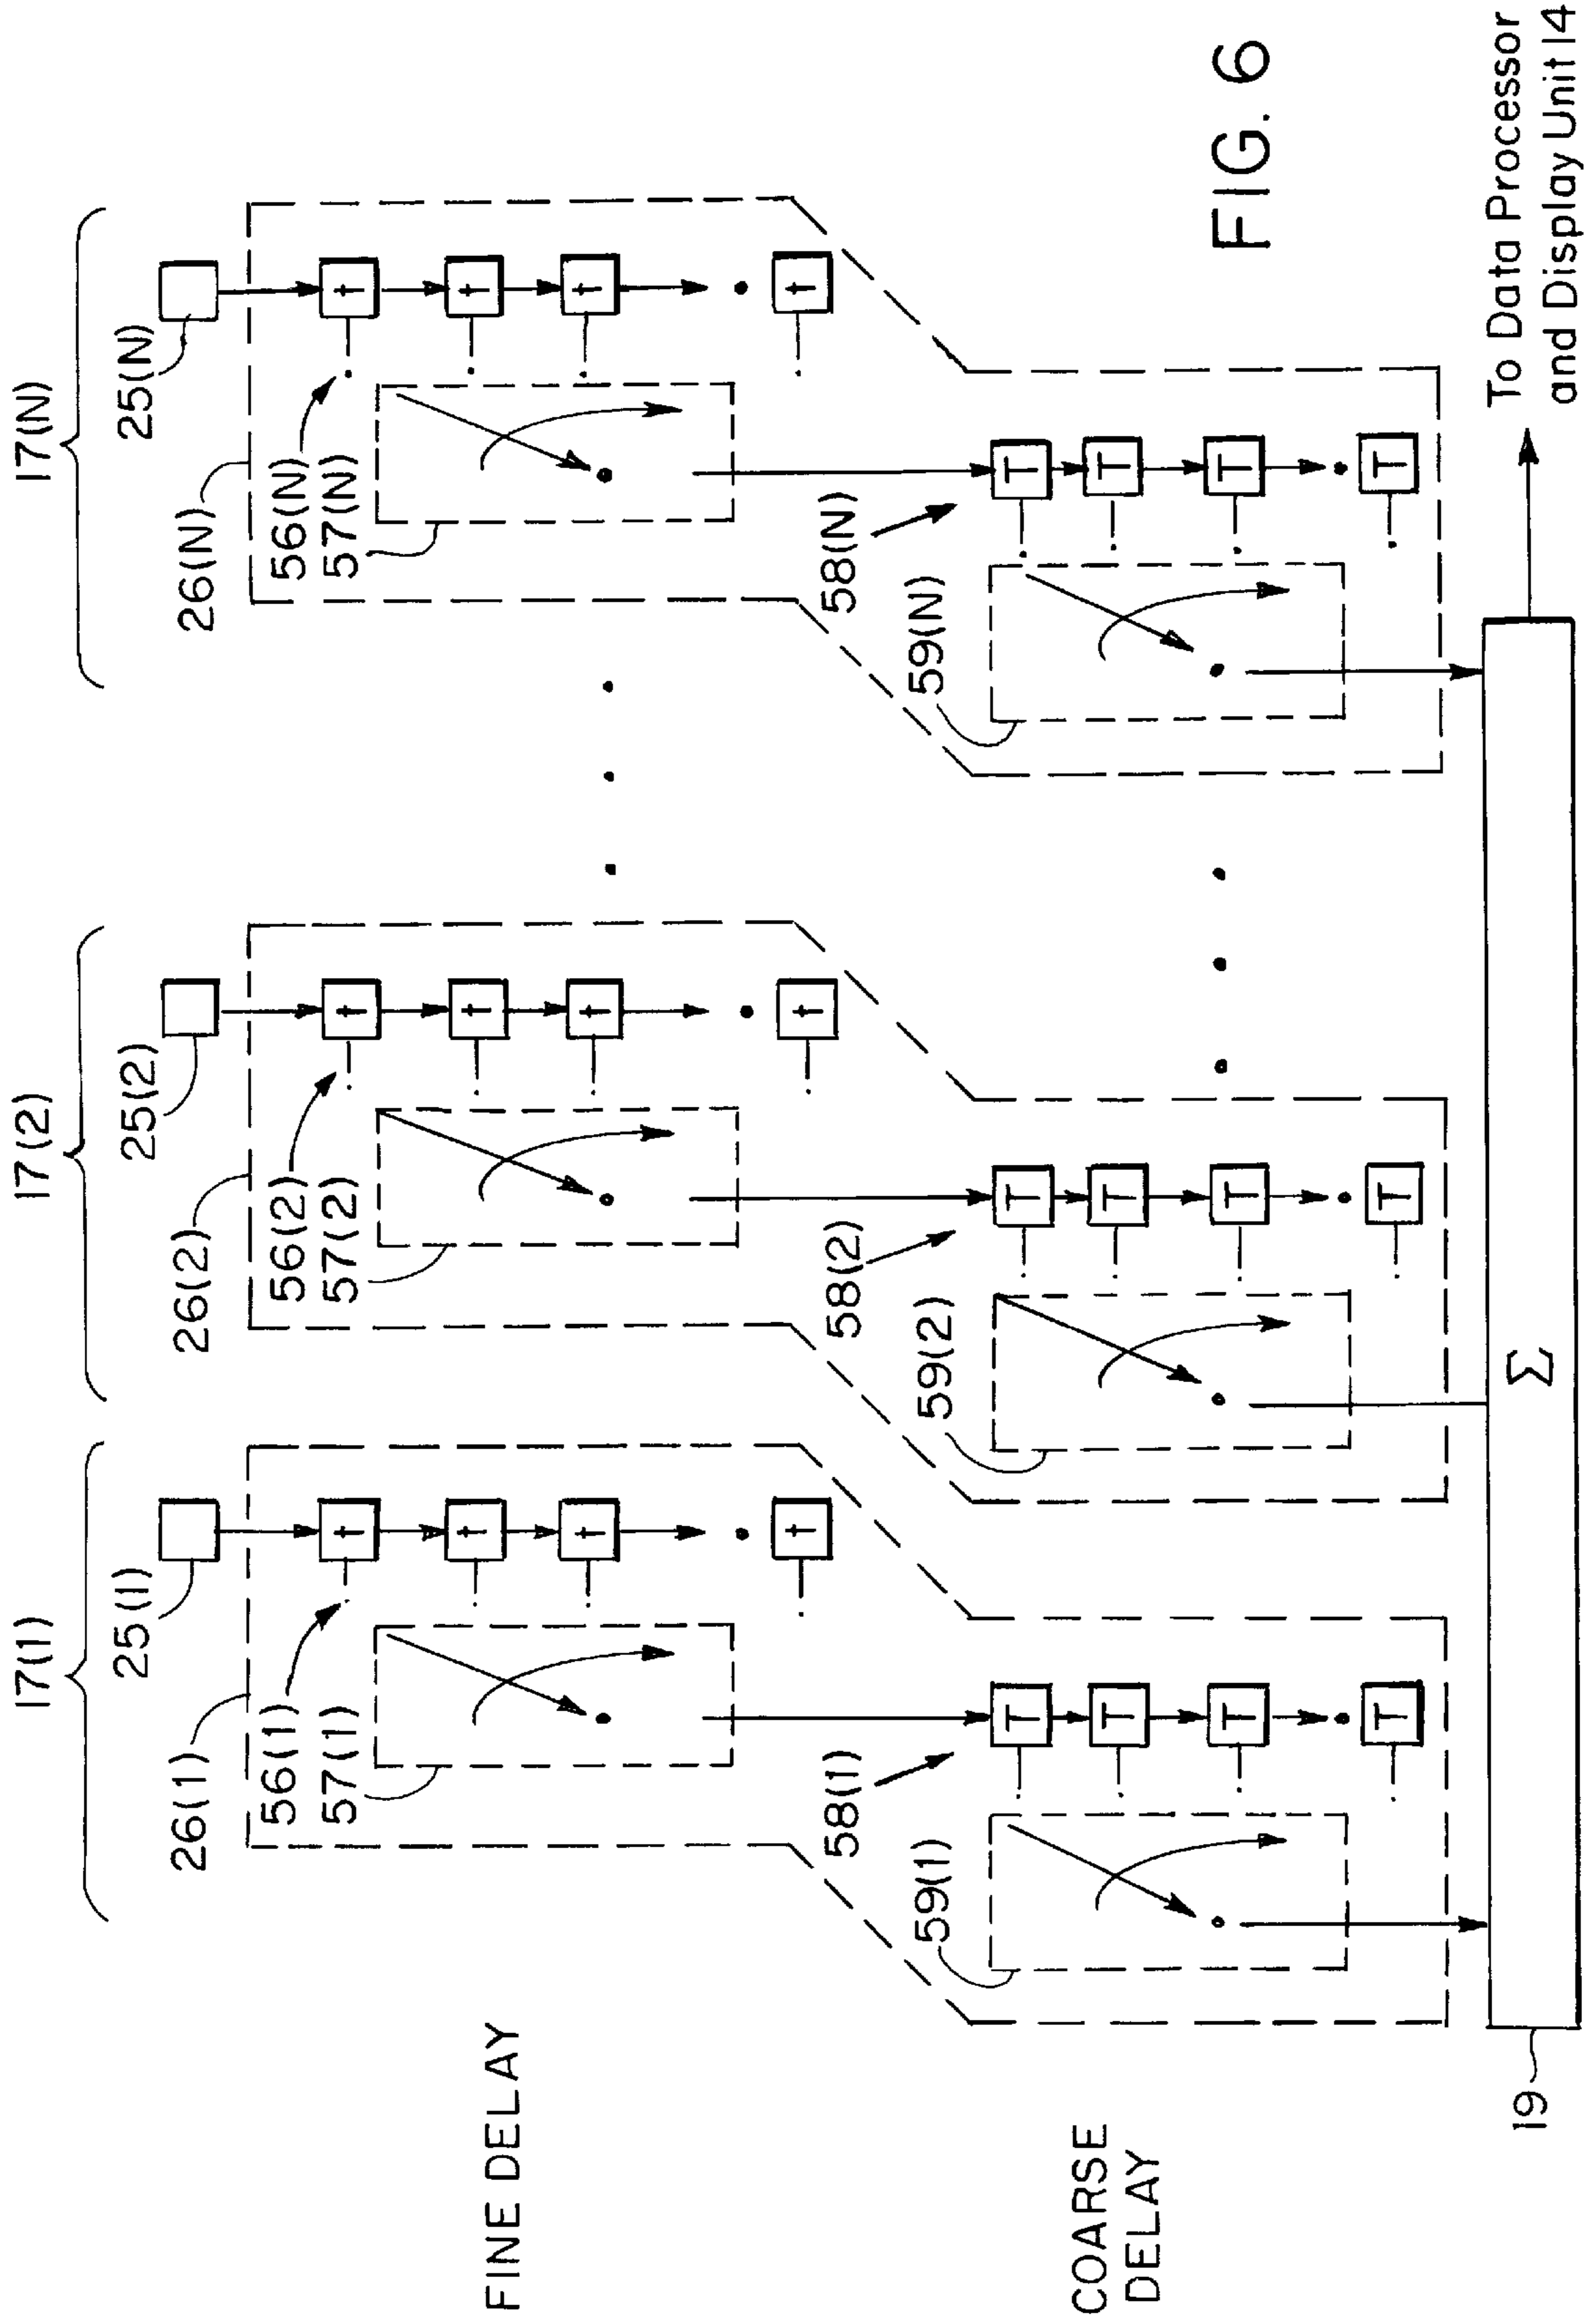 17(1)
17(2)
17(N)
25(1)
25(2)
25(N)
26(1)
26(2)
26(N)
56(1)
56(2)
56(N)
57(1)
57(2)
57(N)
FINE DELAY
t
t
t
t
t
t
t
t
t
t
t
t
58(1)
58(2)
58(N)
59(1)
59(2)
59(N)
COARSE
DELAY
T
T
T
T
T
T
T
T
T
T
T
T
19
Σ
To Data Processor
and Display Unit 14
FIG. 6